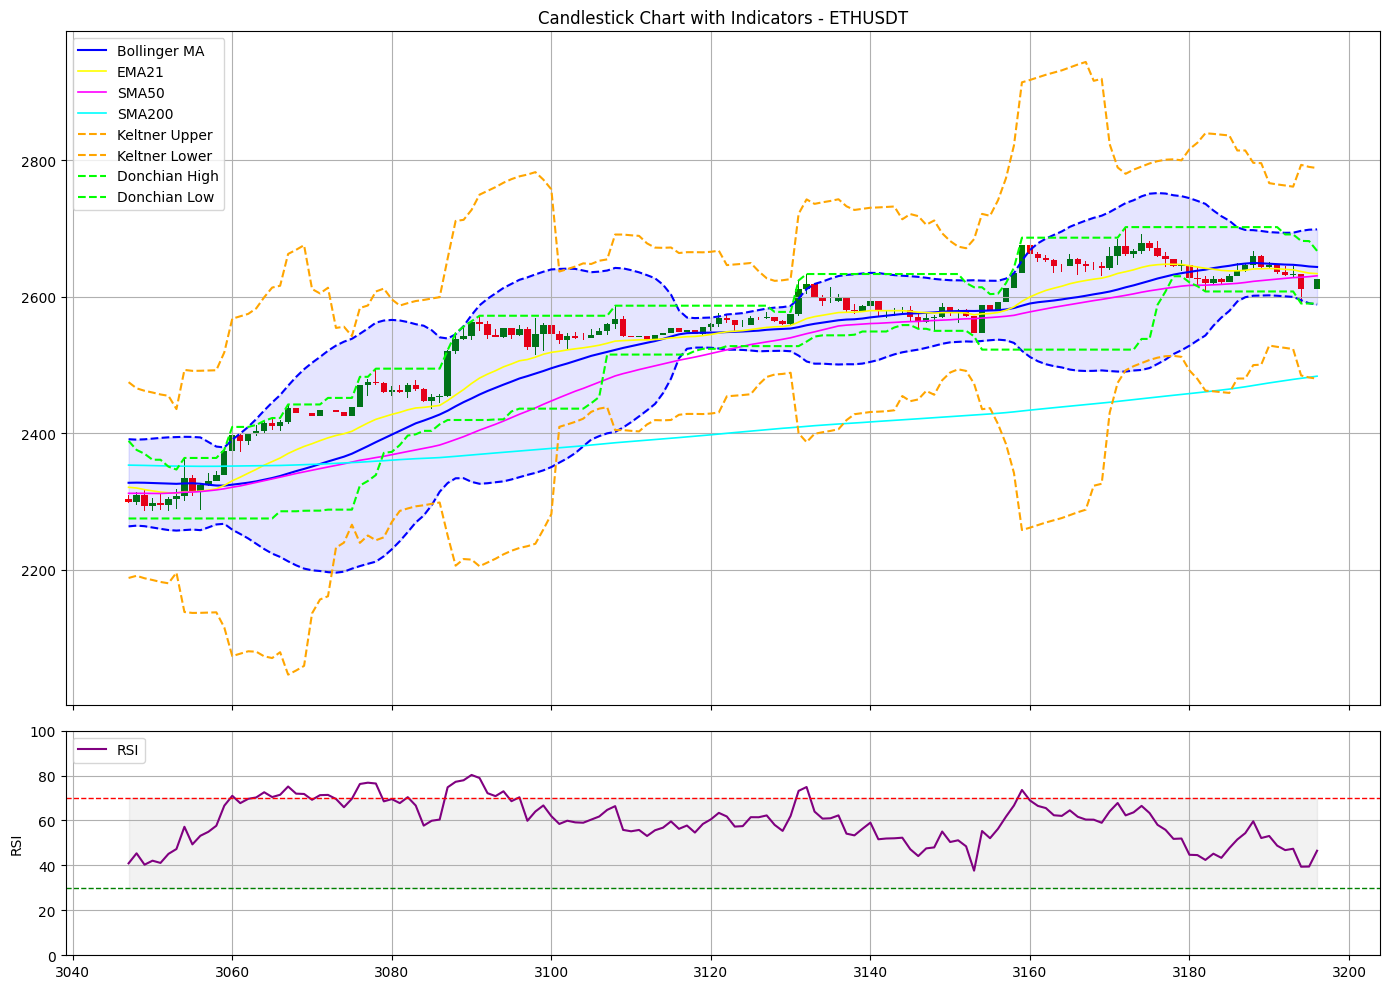 Candlestick Chart with Indicators - ETHUSDT
Bollinger MA
EMA21
SMA50
SMA200
Keltner Upper
Keltner Lower
Donchian High
Donchian Low
2800
2600
2400
2200
RSI
100
80
60
40
20
0
RSI
3040 3060 3080 3100 3120 3140 3160 3180 3200